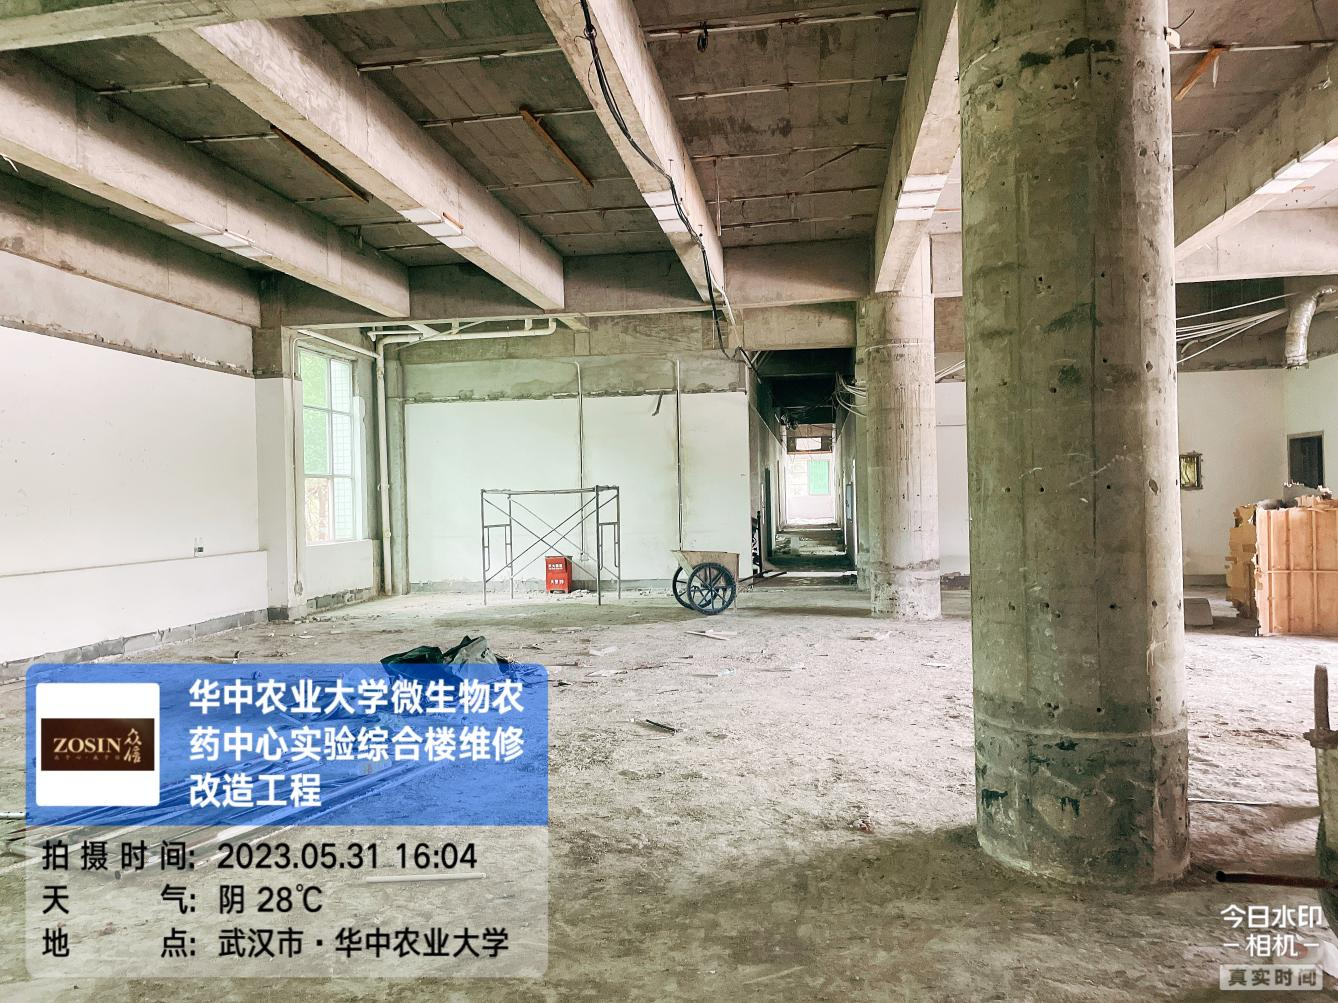 华中农业大学微生物农
药中心实验综合楼维修
改造工程
ZOSIN 众信
拍摄时间: 2023.05.31 16:04
天气: 阴 28℃
地点: 武汉市·华中农业大学
今日水印
相机
真实时间